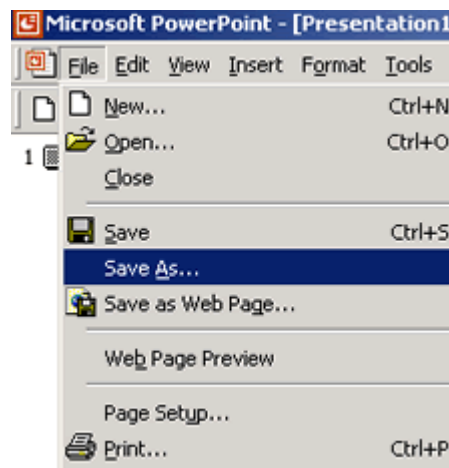 Microsoft PowerPoint - [Presentation1
File Edit View Insert Format Tools
New... Ctrl+N
Open... Ctrl+O
1
Close
Save Ctrl+S
Save As...
Save as Web Page...
Web Page Preview
Page Setup...
Print... Ctrl+P